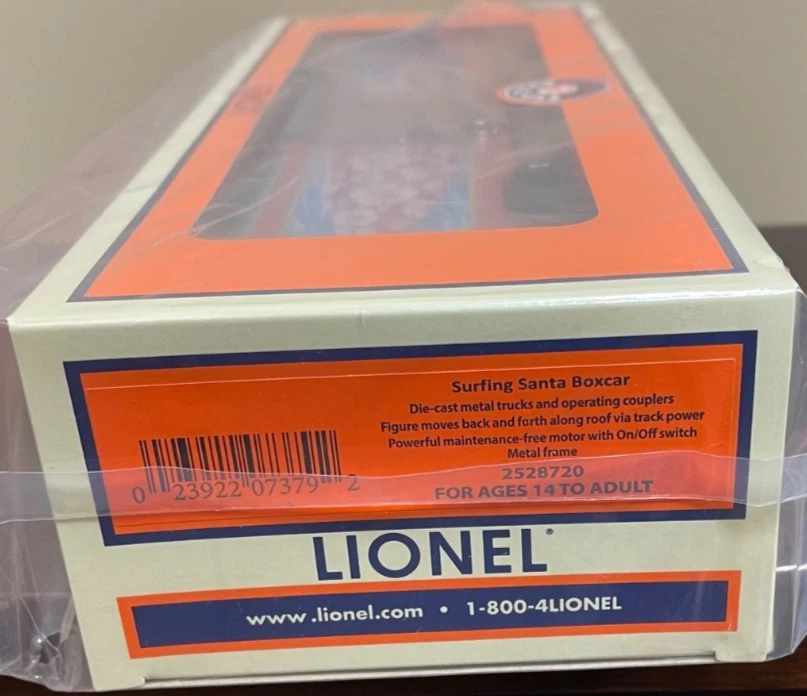 Surfing Santa Boxcar
Die-cast metal trucks and operating couplers
Figure moves back and forth along roof via track power
Powerful maintenance-free motor with On/Off switch
Metal frame
2528720
FOR AGES 14 TO ADULT
0 23922 07379 2
LIONEL®
www.lionel.com • 1-800-4LIONEL